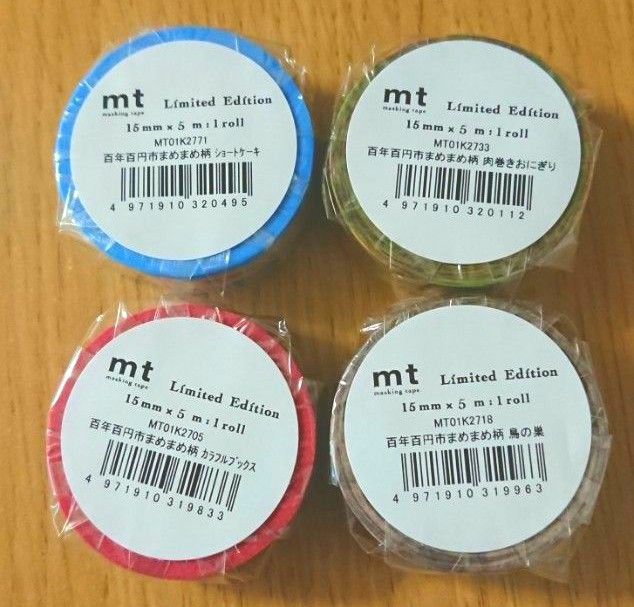 mt
masking tape
Limited Edition
15mm × 5 m : 1 roll
MT01K2771
百年百円市まめまめ柄 ショートケーキ
4 971910 320495
mt
masking tape
Limited Edition
15mm × 5 m : 1 roll
MT01K2733
百年百円市まめまめ柄 肉巻きおにぎり
4 971910 320112
mt
masking tape
Limited Edition
15mm × 5 m : 1 roll
MT01K2705
百年百円市まめまめ柄 カラフルブックス
4 971910 319833
mt
masking tape
Limited Edition
15mm × 5 m : 1 roll
MT01K2718
百年百円市まめまめ柄 鳥の巣
4 971910 319963